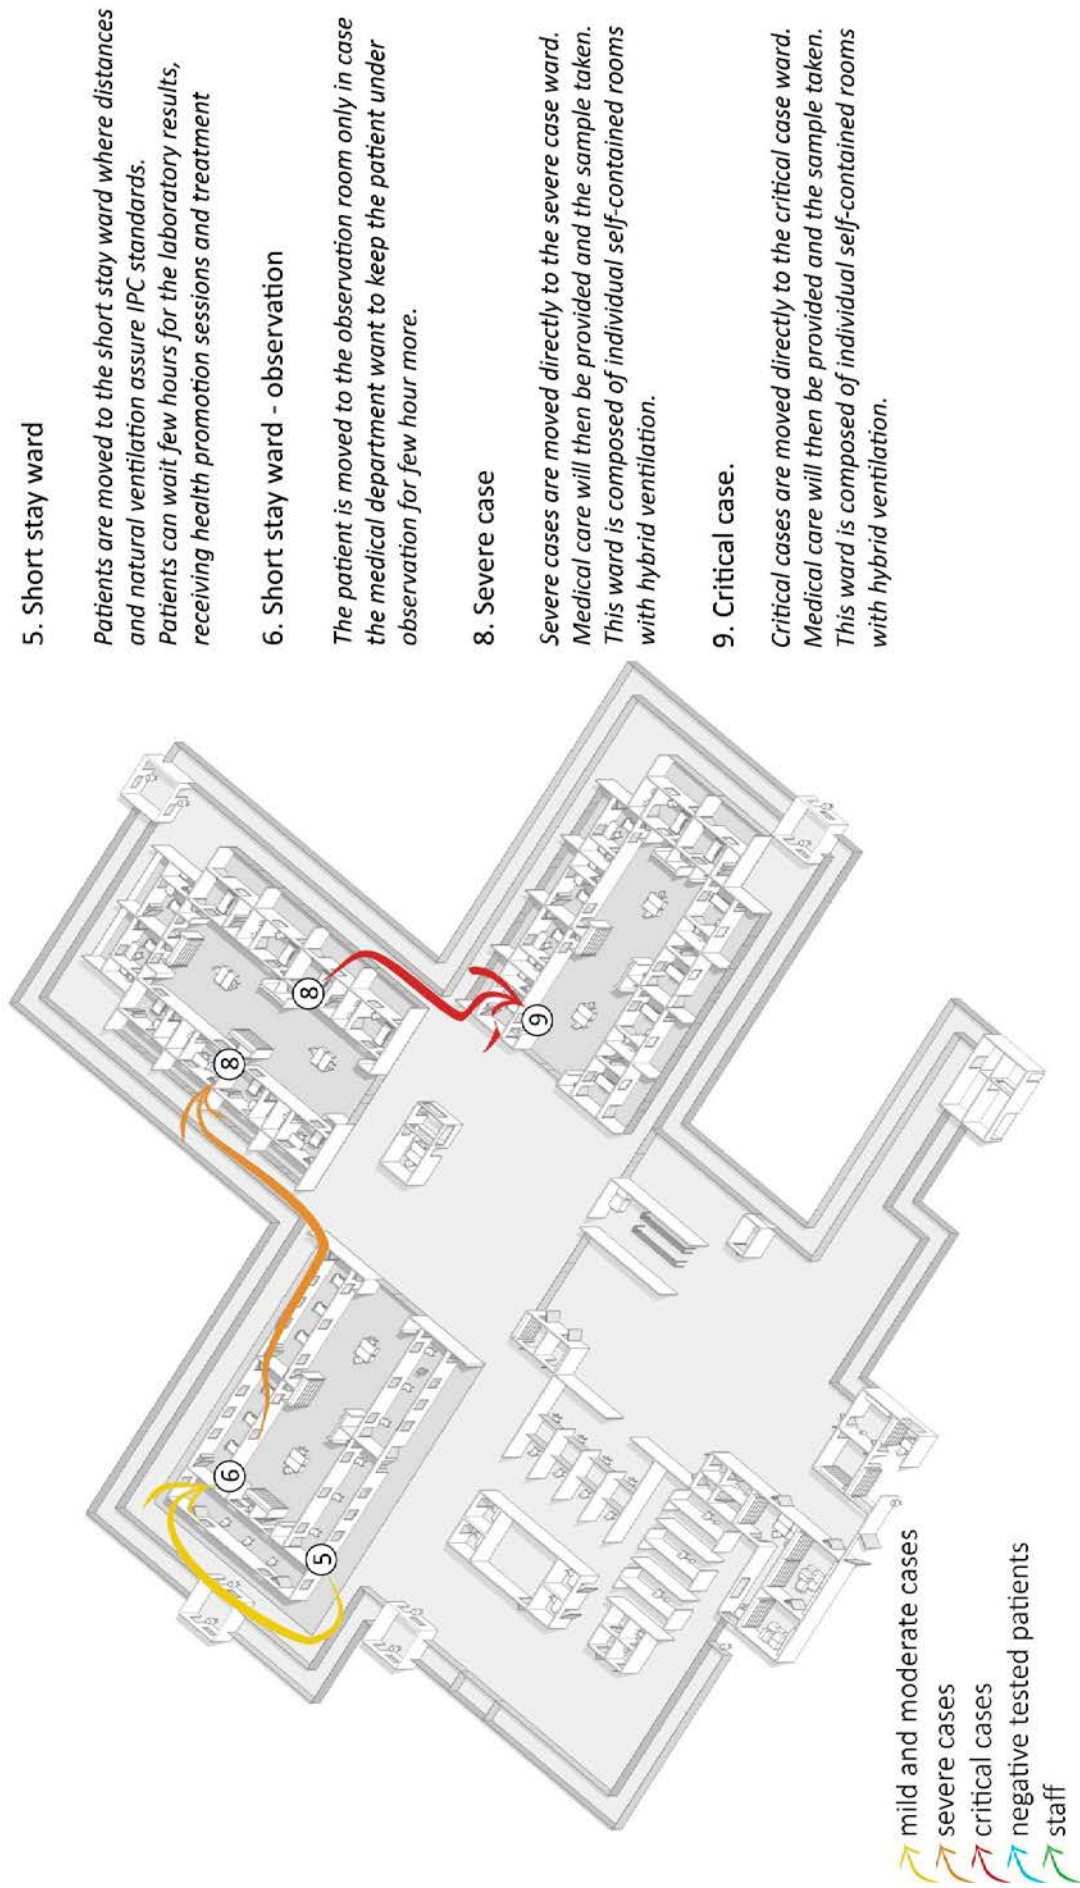 5. Short stay ward
Patients are moved to the short stay ward where distances
and natural ventilation assure IPC standards.
Patients can wait few hours for the laboratory results,
receiving health promotion sessions and treatment
6. Short stay ward - observation
The patient is moved to the observation room only in case
the medical department want to keep the patient under
observation for few hour more.
8. Severe case
Severe cases are moved directly to the severe case ward.
Medical care will then be provided and the sample taken.
This ward is composed of individual self-contained rooms
with hybrid ventilation.
9. Critical case.
Critical cases are moved directly to the critical case ward.
Medical care will then be provided and the sample taken.
This ward is composed of individual self-contained rooms
with hybrid ventilation.
5
6
8
8
9
mild and moderate cases
severe cases
critical cases
negative tested patients
staff